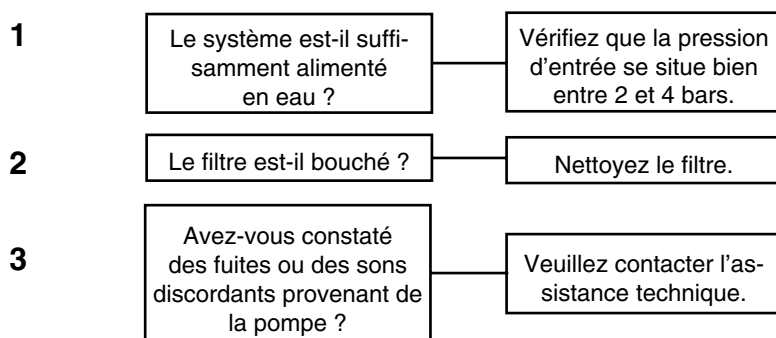 1
Le système est-il suffi-
samment alimenté
en eau ?
Vérifiez que la pression
d'entrée se situe bien
entre 2 et 4 bars.
2
Le filtre est-il bouché ?
Nettoyez le filtre.
3
Avez-vous constaté
des fuites ou des sons
discordants provenant de
la pompe ?
Veuillez contacter l'as-
sistance technique.